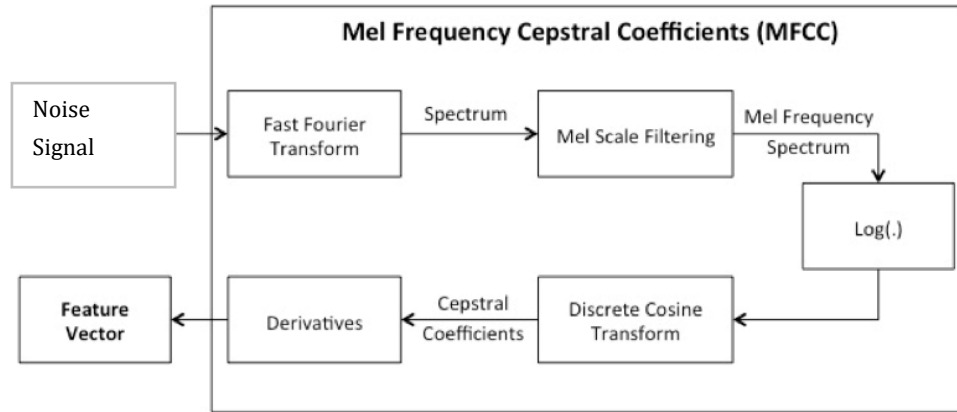 Mel Frequency Cepstral Coefficients (MFCC)
Noise
Signal
Fast Fourier
Transform
Spectrum
Mel Scale Filtering
Mel Frequency
Spectrum
Log(.)
Discrete Cosine
Transform
Cepstral
Coefficients
Derivatives
Feature
Vector